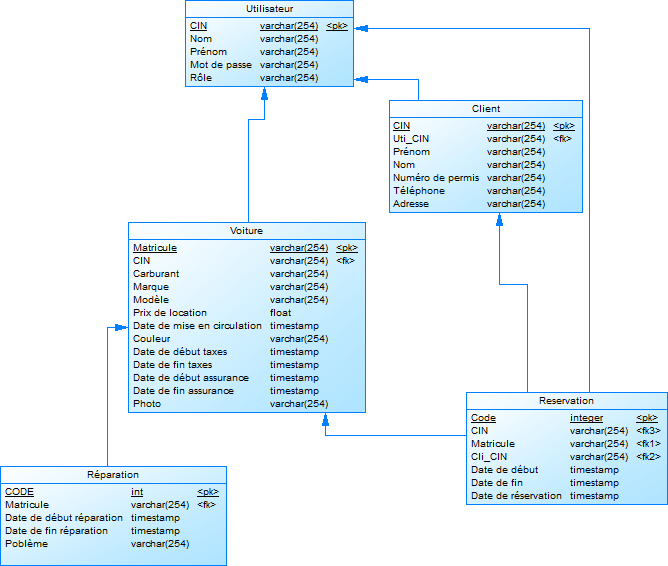 Utilisateur
CIN varchar(254) <pk>
Nom varchar(254)
Prénom varchar(254)
Mot de passe varchar(254)
Rôle varchar(254)
Client
CIN varchar(254) <pk>
Uti_CIN varchar(254) <fk>
Prénom varchar(254)
Nom varchar(254)
Numéro de permis varchar(254)
Téléphone varchar(254)
Adresse varchar(254)
Voiture
Matricule varchar(254) <pk>
CIN varchar(254) <fk>
Carburant varchar(254)
Marque varchar(254)
Modèle varchar(254)
Prix de location float
Date de mise en circulation timestamp
Couleur varchar(254)
Date de début taxes timestamp
Date de fin taxes timestamp
Date de début assurance timestamp
Date de fin assurance timestamp
Photo varchar(254)
Reservation
Code integer <pk>
CIN varchar(254) <fk3>
Matricule varchar(254) <fk1>
Cli_CIN varchar(254) <fk2>
Date de début timestamp
Date de fin timestamp
Date de réservation timestamp
Réparation
CODE int <pk>
Matricule varchar(254) <fk>
Date de début réparation timestamp
Date de fin réparation timestamp
Poblème varchar(254)